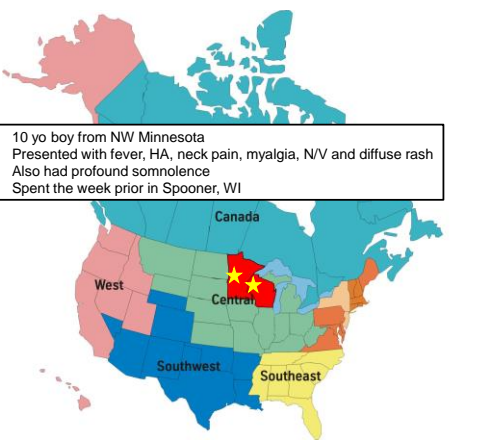 10 yo boy from NW Minnesota
Presented with fever, HA, neck pain, myalgia, N/V and diffuse rash
Also had profound somnolence
Spent the week prior in Spooner, WI
Canada
West
Central
Southwest
Southeast